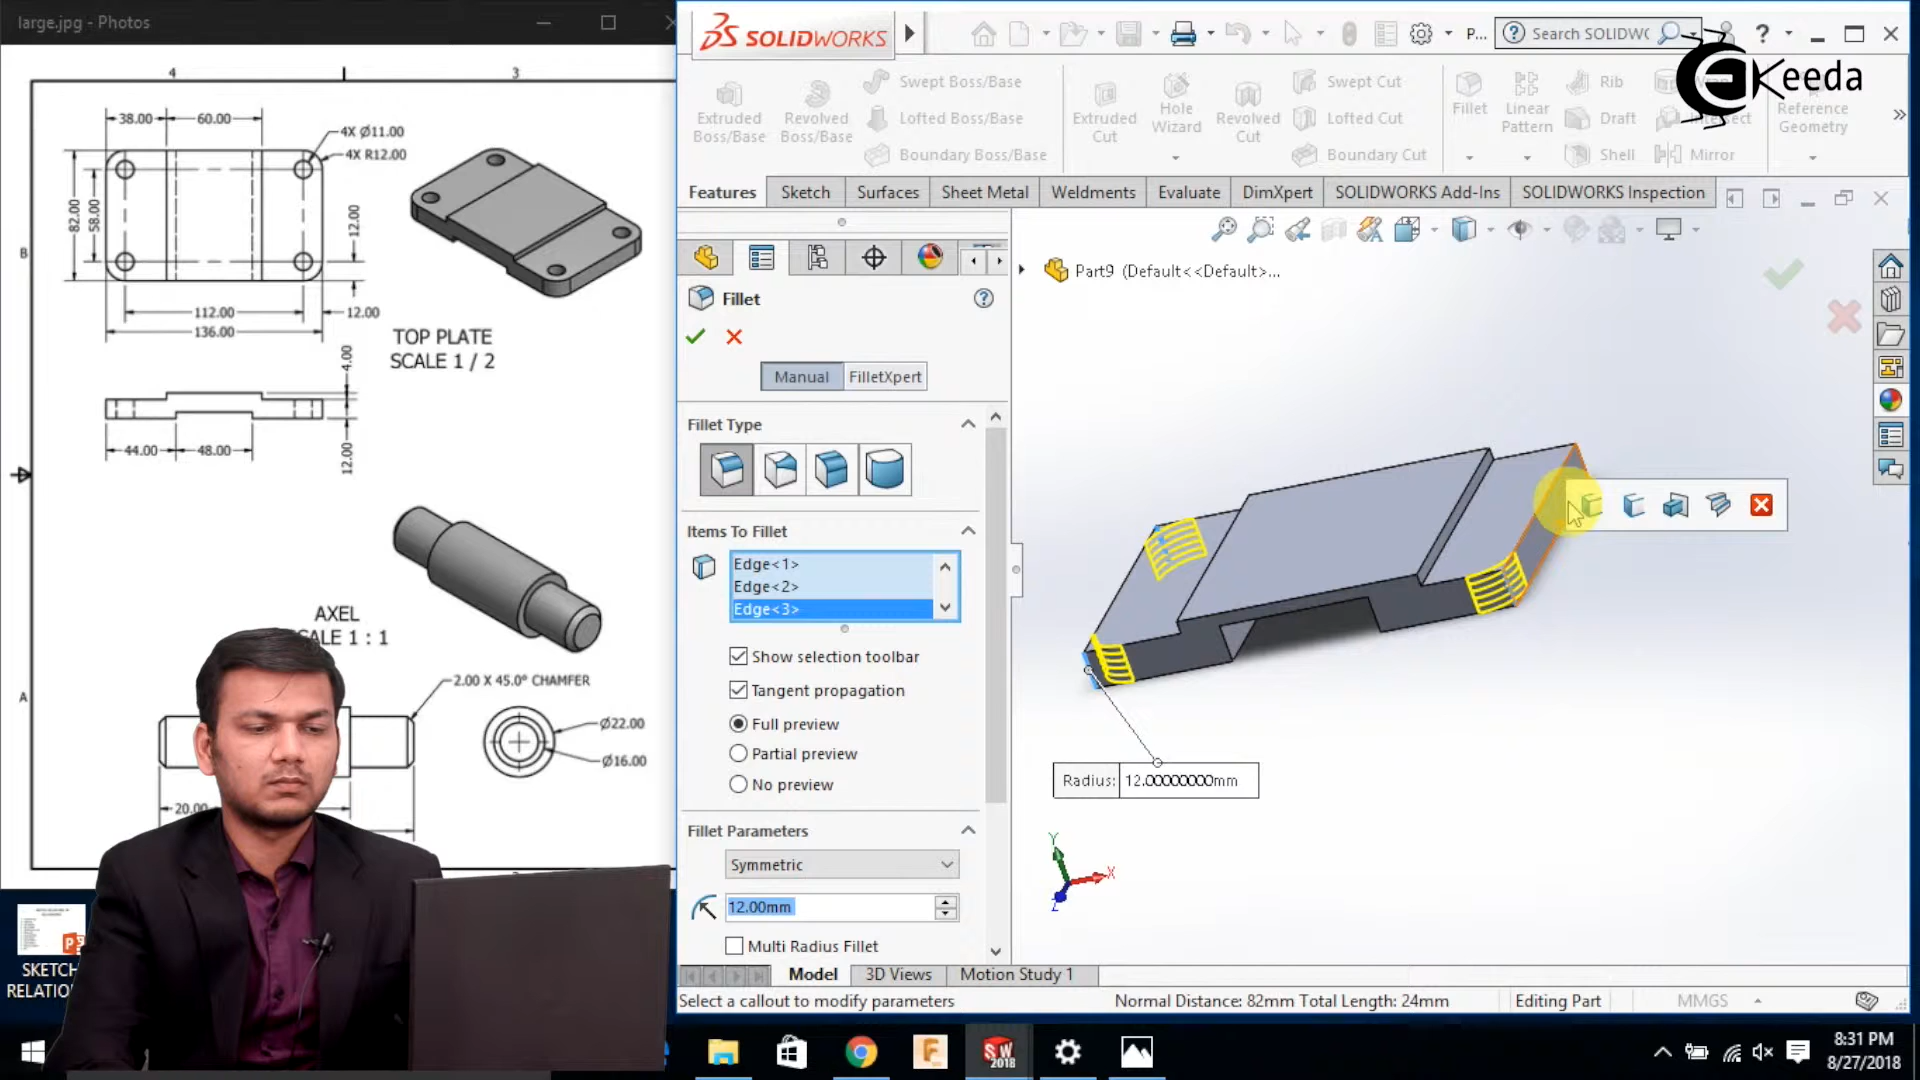 large.jpg - Photos
4
3
38.00
60.00
4X Ø11.00
4X R12.00
82.00
58.00
12.00
B
112.00
12.00
136.00
TOP PLATE
SCALE 1 / 2
4.00
44.00
48.00
12.00
AXEL
SCALE 1 : 1
2.00 X 45.0° CHAMFER
A
Ø22.00
Ø16.00
20.00
SKETCH
RELATIO
SOLIDWORKS
P...
Search SOLIDWO
Keeda
Extruded Boss/Base
Revolved Boss/Base
Swept Boss/Base
Lofted Boss/Base
Boundary Boss/Base
Extruded Cut
Hole Wizard
Revolved Cut
Swept Cut
Lofted Cut
Boundary Cut
Fillet
Linear Pattern
Rib
Draft
Shell
Wrap
Intersect
Mirror
Reference Geometry
Features
Sketch
Surfaces
Sheet Metal
Weldments
Evaluate
DimXpert
SOLIDWORKS Add-Ins
SOLIDWORKS Inspection
Part9 (Default<<Default>...
Fillet
Manual
FilletXpert
Fillet Type
Items To Fillet
Edge<1>
Edge<2>
Edge<3>
Show selection toolbar
Tangent propagation
Full preview
Partial preview
No preview
Fillet Parameters
Symmetric
12.00mm
Multi Radius Fillet
Radius: 12.00000000mm
Y
X
Z
Model
3D Views
Motion Study 1
Select a callout to modify parameters
Normal Distance: 82mm Total Length: 24mm
Editing Part
MMGS
SW
2018
8:31 PM
8/27/2018